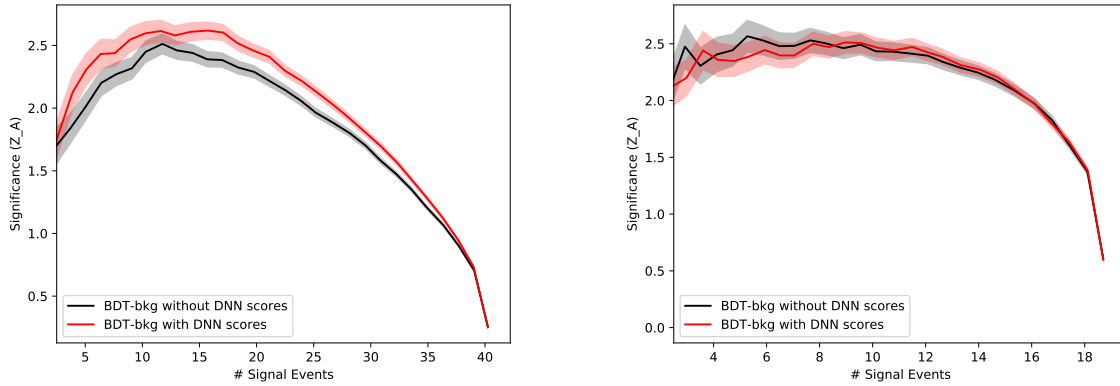 Significance (Z_A)
2.5
2.0
1.5
1.0
0.5
5 10 15 20 25 30 35 40
# Signal Events
BDT-bkg without DNN scores
BDT-bkg with DNN scores
Significance (Z_A)
2.5
2.0
1.5
1.0
0.5
0.0
4 6 8 10 12 14 16 18
# Signal Events
BDT-bkg without DNN scores
BDT-bkg with DNN scores